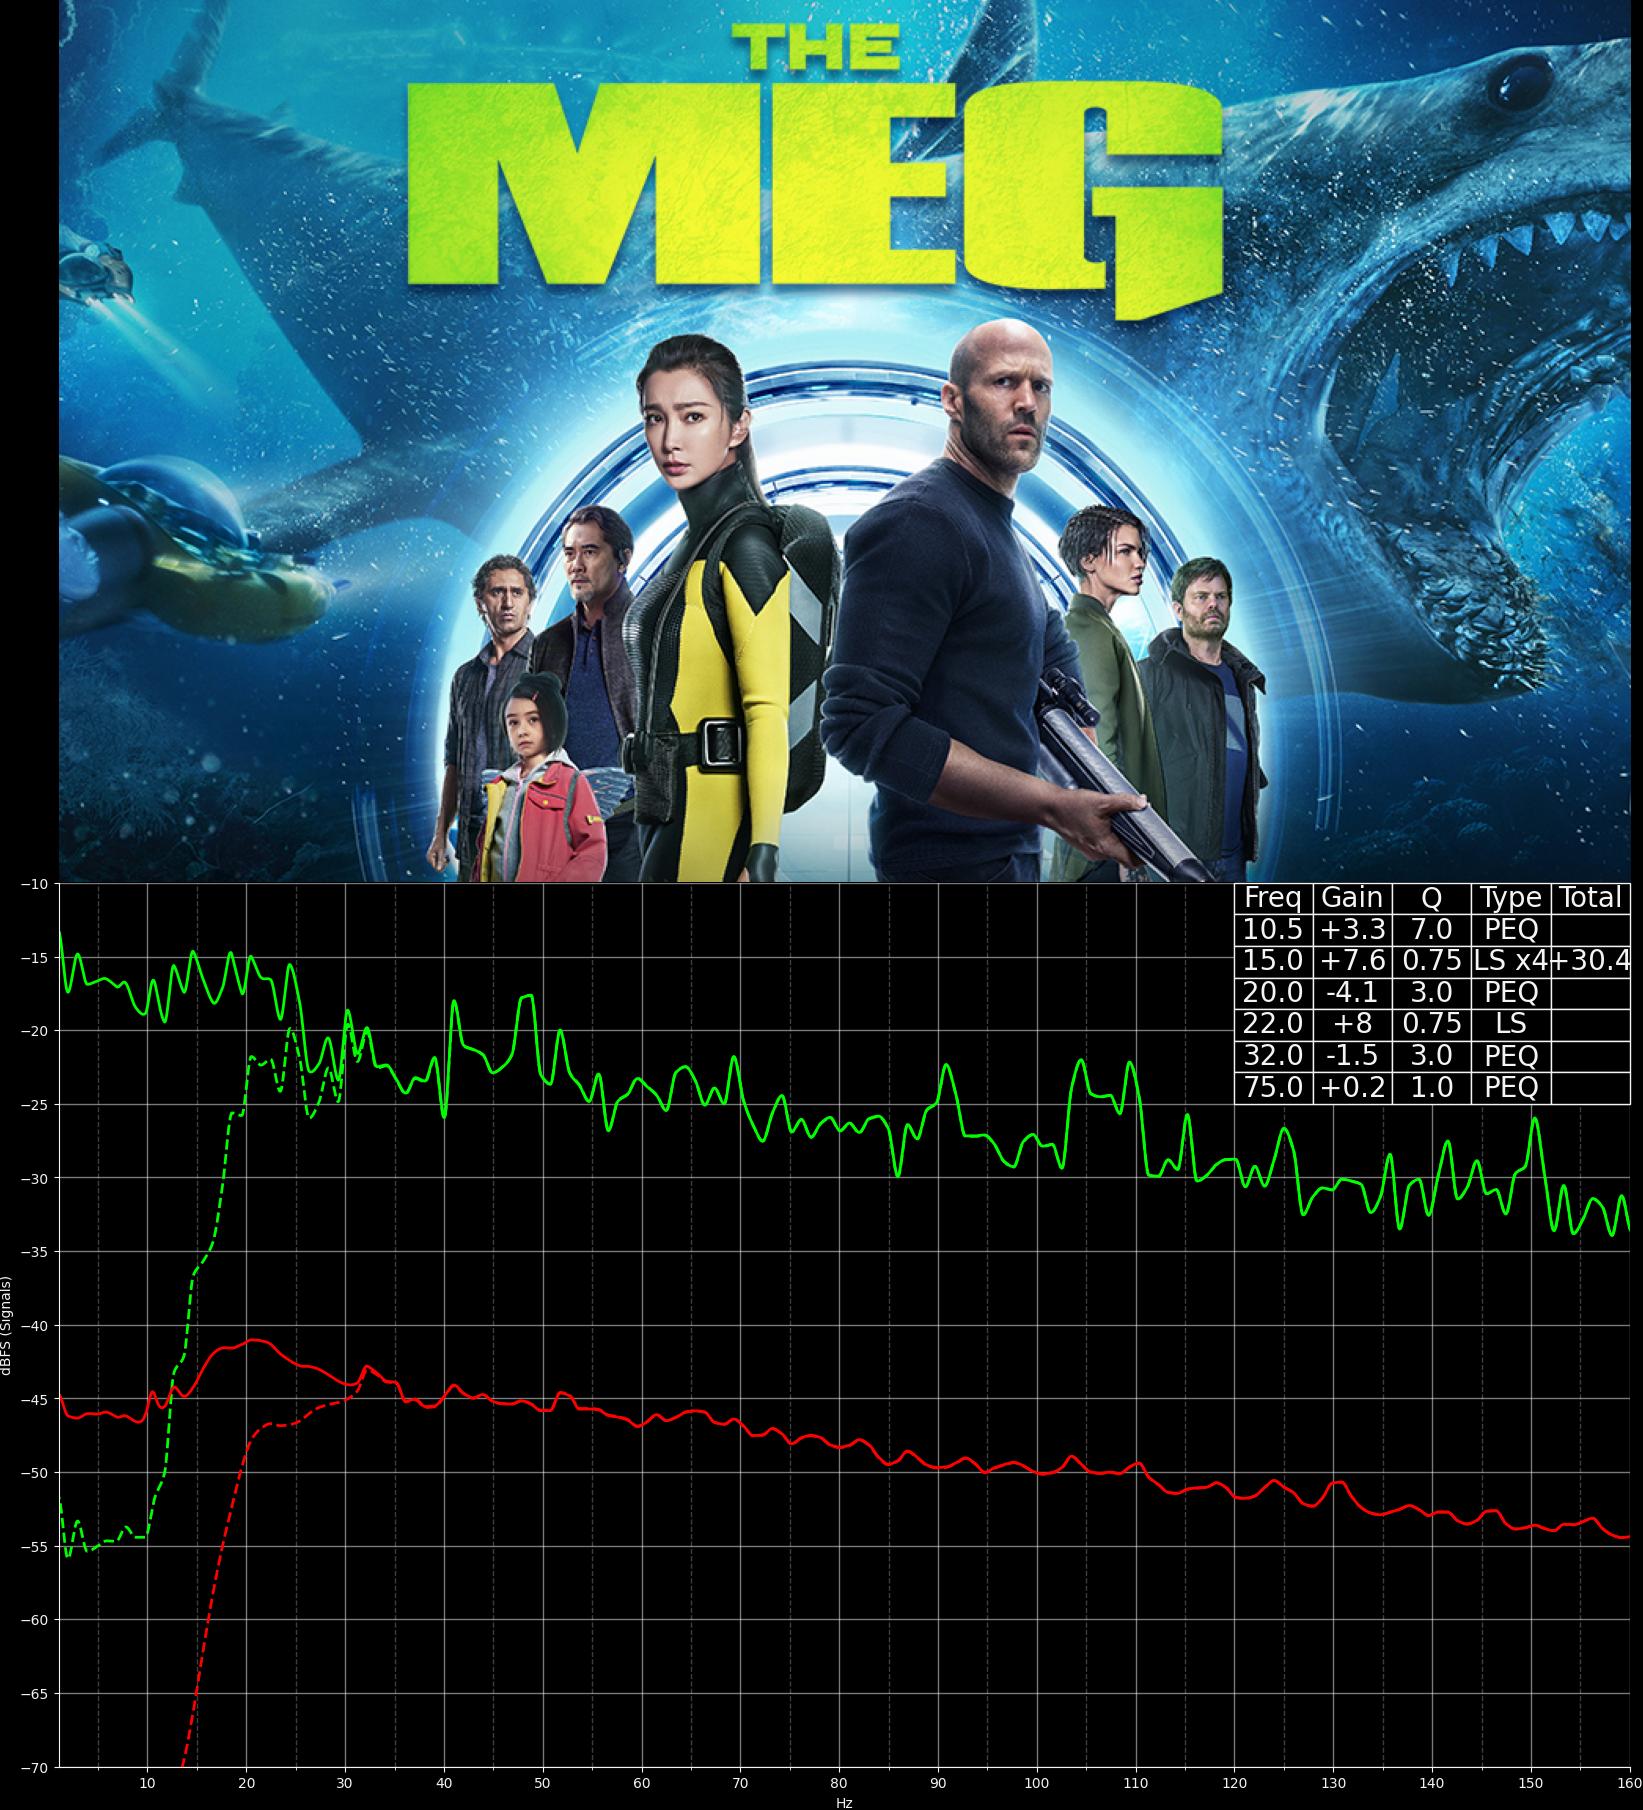 THE
MEG
Freq Gain Q Type Total
10.5 +3.3 7.0 PEQ
15.0 +7.6 0.75 LS x4 +30.4
20.0 -4.1 3.0 PEQ
22.0 +8 0.75 LS
32.0 -1.5 3.0 PEQ
75.0 +0.2 1.0 PEQ
−10
−15
−20
−25
−30
−35
−40
−45
−50
−55
−60
−65
−70
dBFS (Signals)
10 20 30 40 50 60 70 80 90 100 110 120 130 140 150 160
Hz